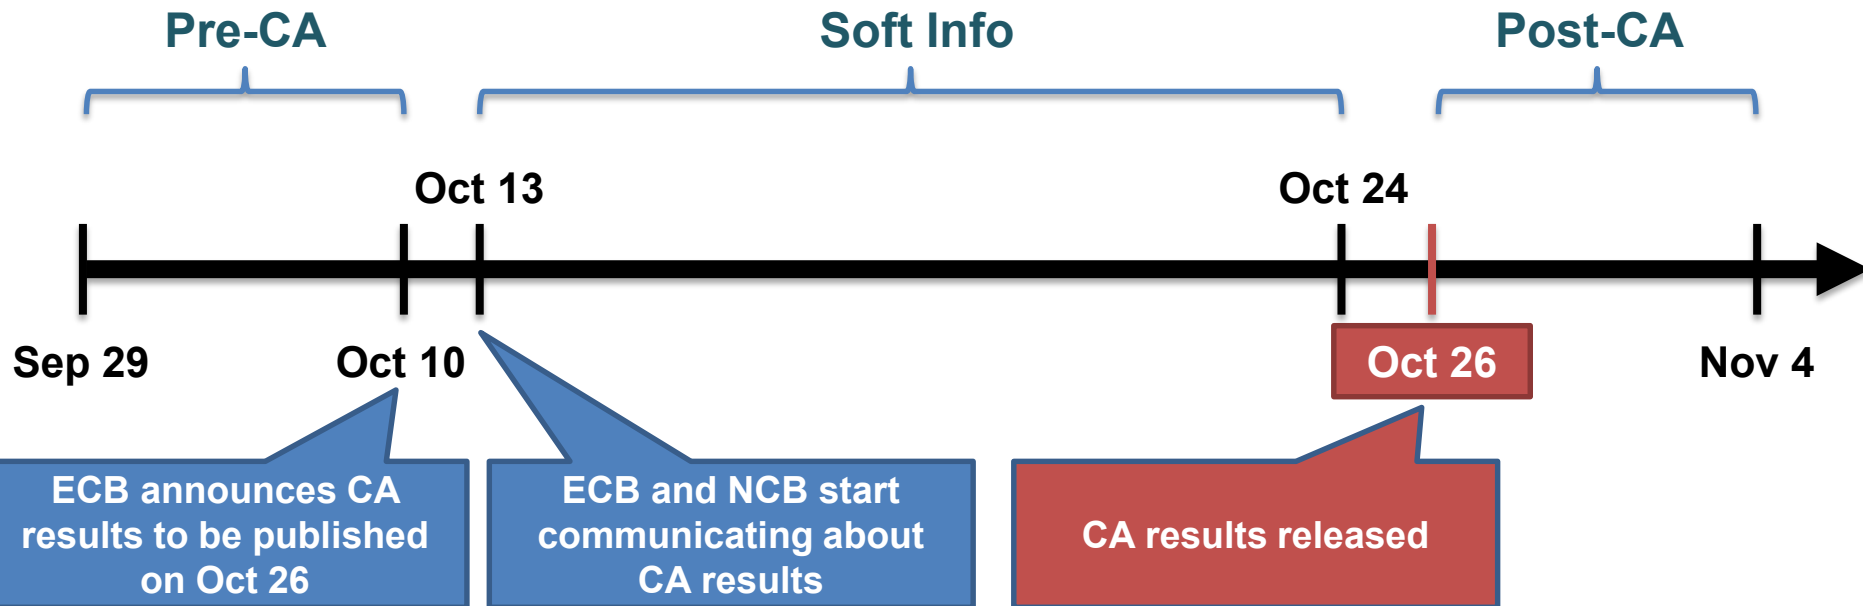 Pre-CA
Soft Info
Post-CA
Oct 13
Oct 24
Sep 29
Oct 10
Oct 26
Nov 4
ECB announces CA
results to be published
on Oct 26
ECB and NCB start
communicating about
CA results
CA results released